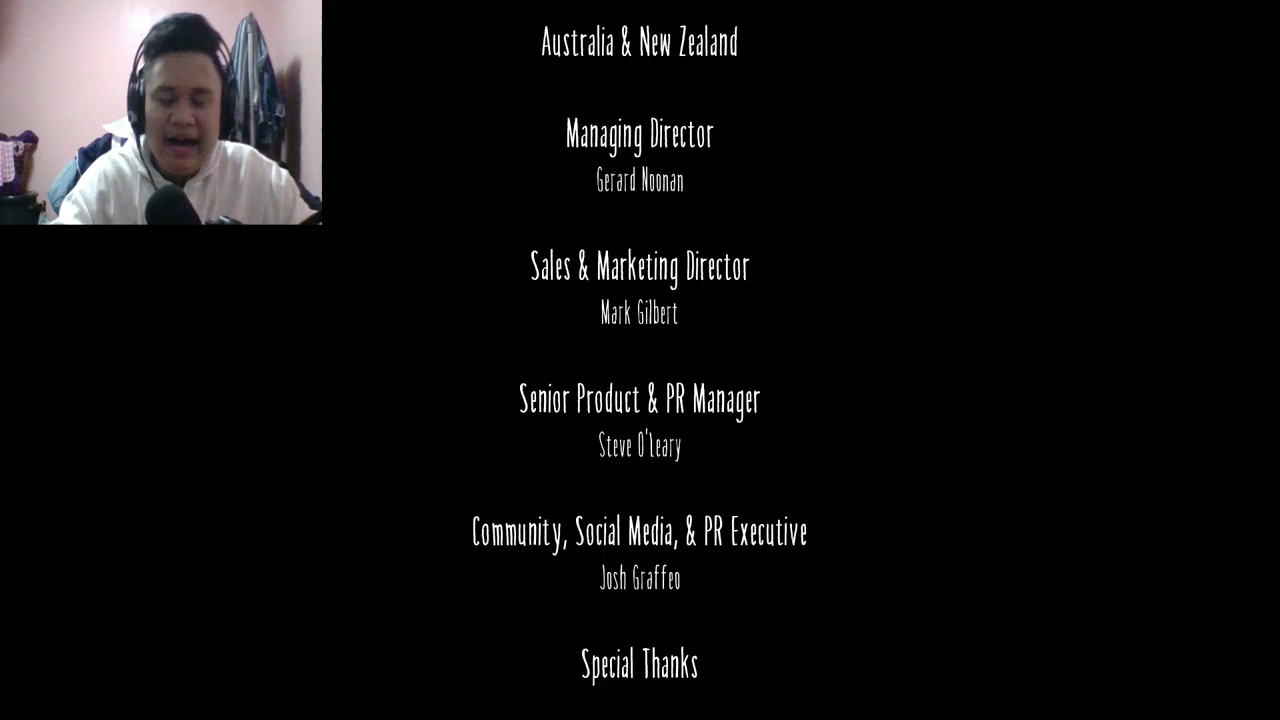 Australia & New Zealand
Managing Director
Gerard Noonan
Sales & Marketing Director
Mark Gilbert
Senior Product & PR Manager
Steve O'Leary
Community, Social Media, & PR Executive
Josh Graffeo
Special Thanks